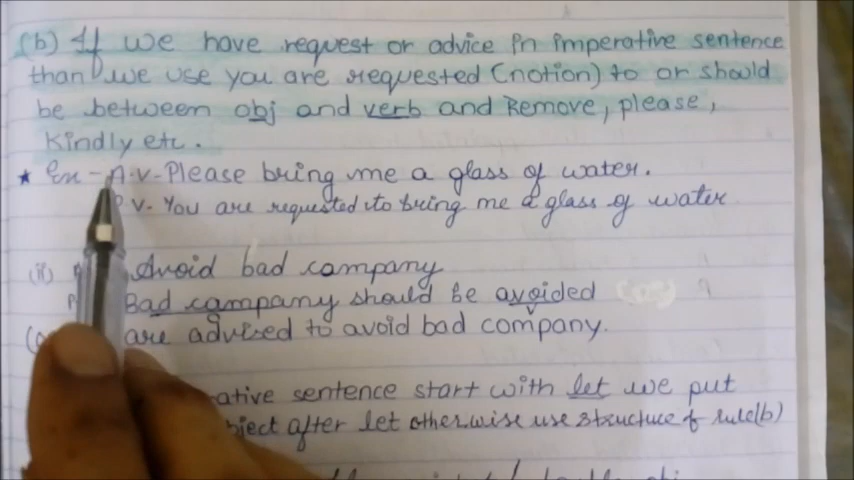 (b) If we have request or advice in imperative sentence
than we use you are requested (notion) to or should
be between obj and verb and Remove, please,
Kindly etc.
* Ex - A.V - Please bring me a glass of water.
P V. You are requested to bring me a glass of water
(ii) Avoid bad company
Bad company should be avoided
are advised to avoid bad company.
ative sentence start with let we put
bject after let otherwise use structure of rule(b)